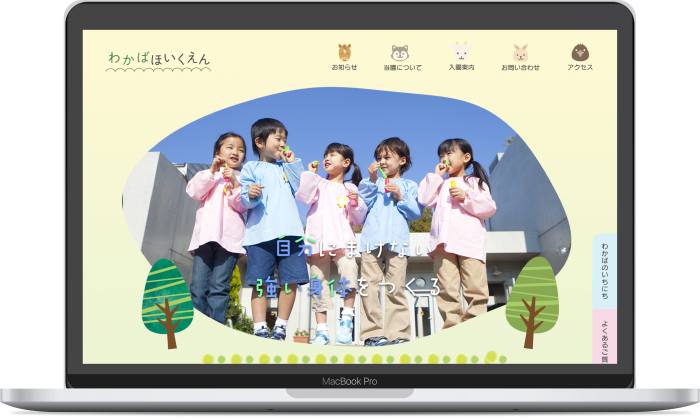 わかばほいくえん
お知らせ
当園について
入園案内
お問い合わせ
アクセス
自分にまけない
強い身体をつくる
わかばのいちにち
よくあるご質
MacBook Pro